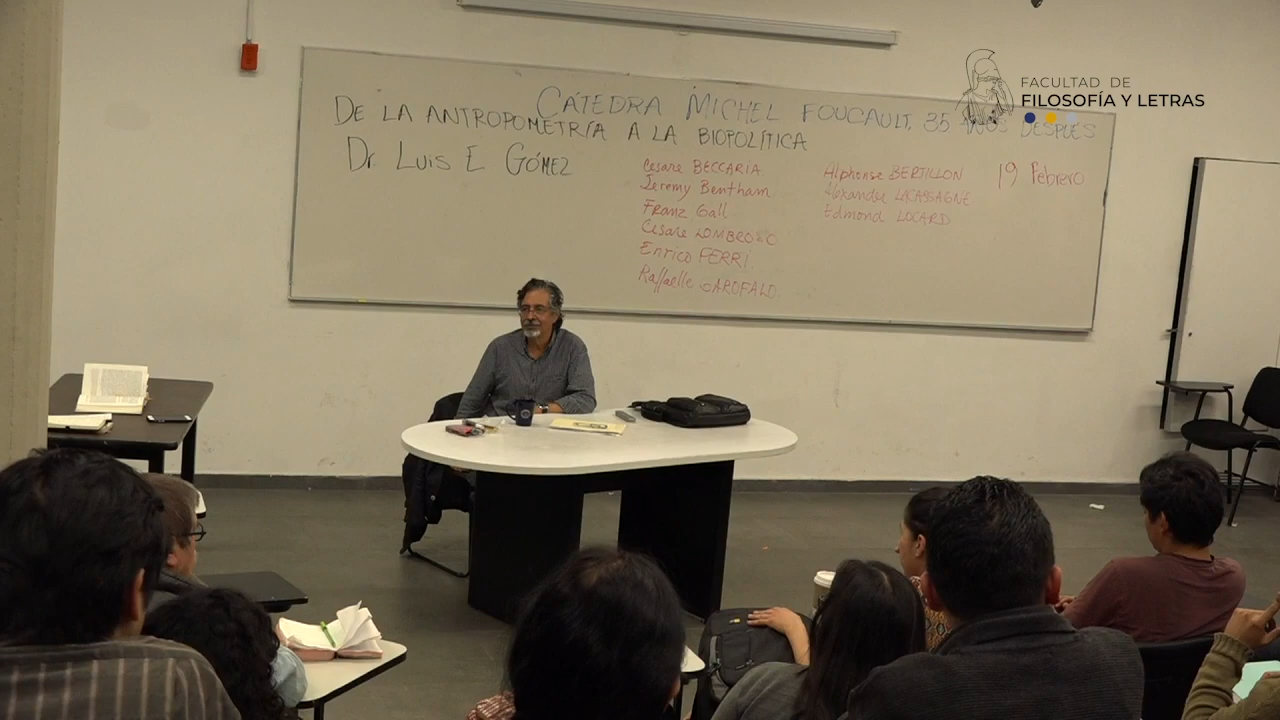 FACULTAD DE
FILOSOFÍA Y LETRAS
CÁTEDRA MICHEL FOUCAULT, 35 AÑOS DESPUÉS
DE LA ANTROPOMETRÍA A LA BIOPOLÍTICA
Dr LUIS E GÓMEZ
Cesare BECCARIA
Jeremy Bentham
Franz Gall
Cesare LOMBROSO
Enrico FERRI.
Raffaelle GAROFALO
Alphonse BERTILLON
Alexandre LACASSAGNE
Edmond LOCARD
19 Febrero